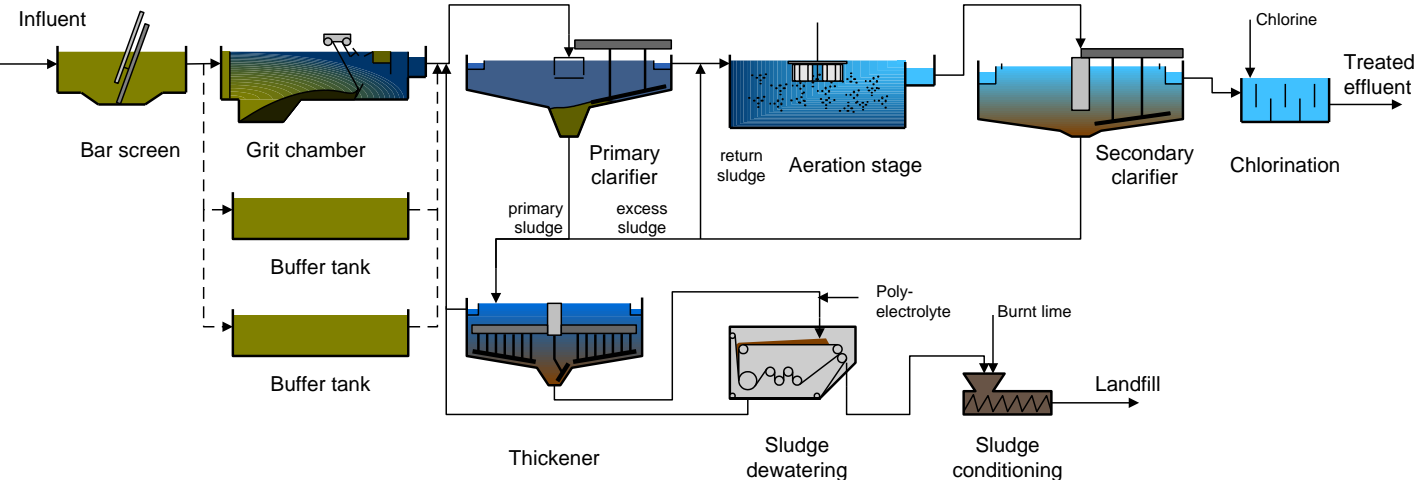 Influent
Chlorine
Treated
effluent
Bar screen
Grit chamber
Primary
clarifier
return
sludge
Aeration stage
Secondary
clarifier
Chlorination
primary
sludge
excess
sludge
Buffer tank
Poly-
electrolyte
Burnt lime
Buffer tank
Landfill
Thickener
Sludge
dewatering
Sludge
conditioning